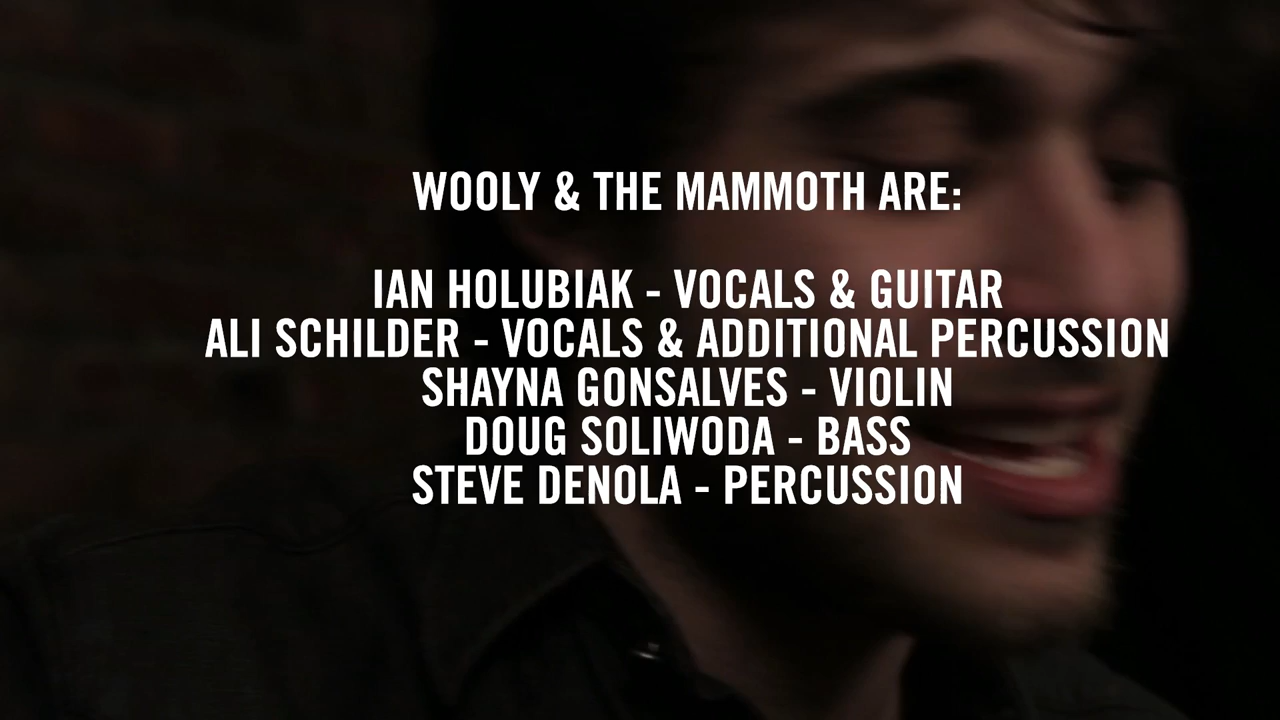 WOOLY & THE MAMMOTH ARE:
IAN HOLUBIAK - VOCALS & GUITAR
ALI SCHILDER - VOCALS & ADDITIONAL PERCUSSION
SHAYNA GONSALVES - VIOLIN
DOUG SOLIWODA - BASS
STEVE DENOLA - PERCUSSION